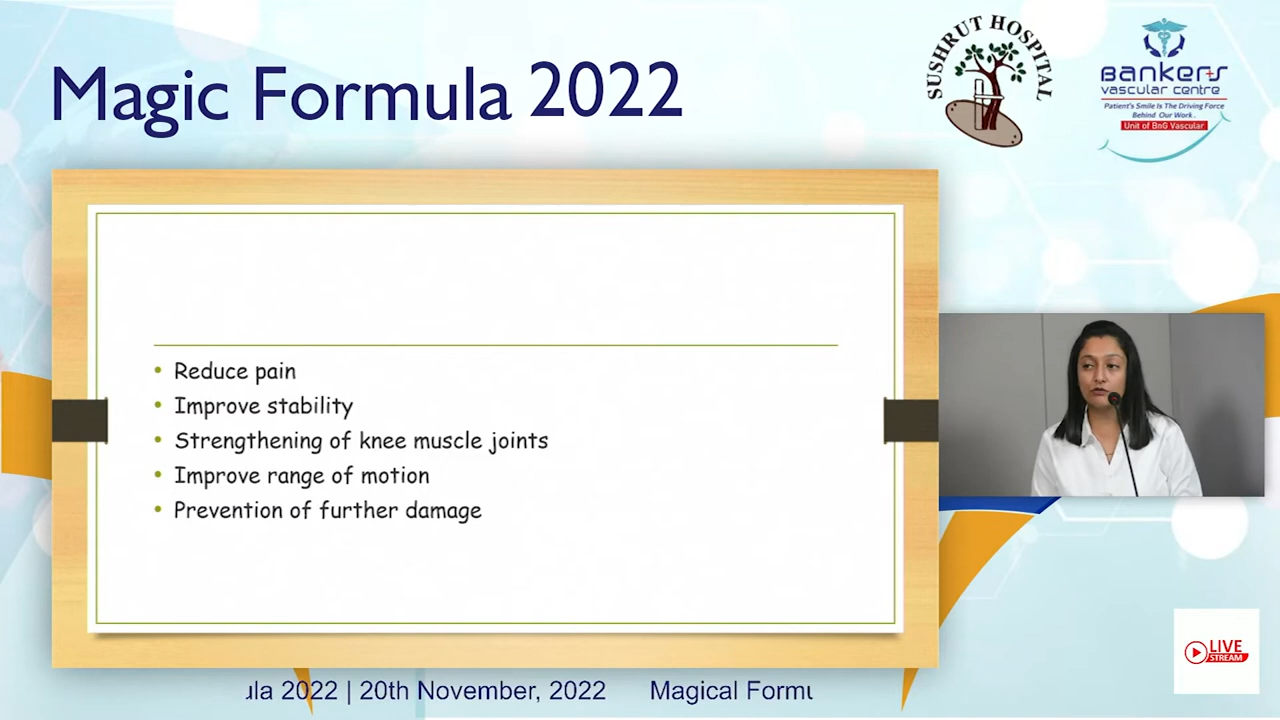 Magic Formula 2022
SUSHRUT HOSPITAL
Bankers
vascular centre
Patient's Smile Is The Driving Force
Behind Our Work.
Unit of BnG Vascular
• Reduce pain
• Improve stability
• Strengthening of knee muscle joints
• Improve range of motion
• Prevention of further damage
LIVE
STREAM
ula 2022 | 20th November, 2022 Magical Formu